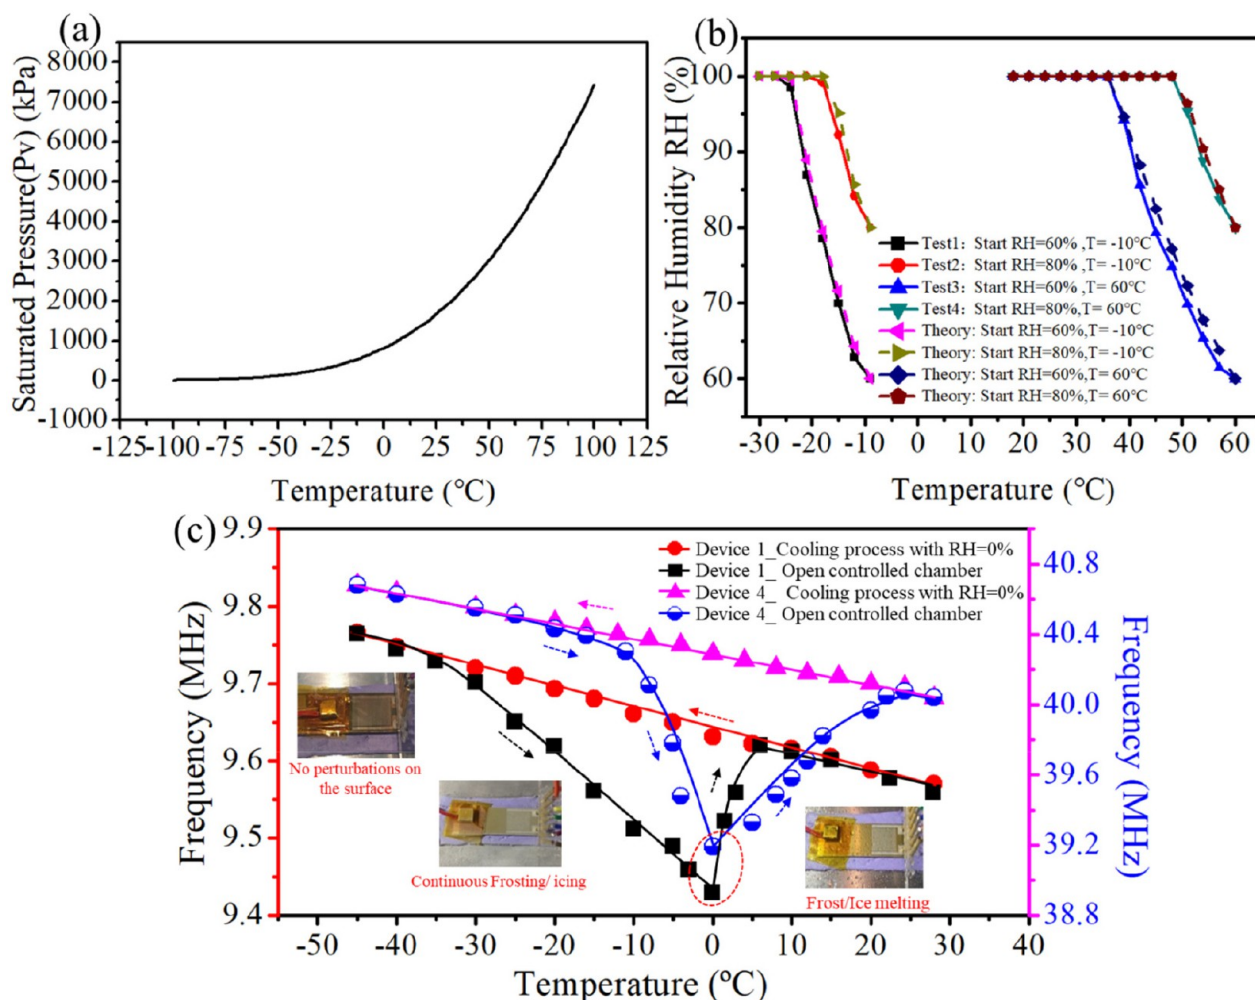 (a)
8000
7000
6000
5000
4000
3000
2000
1000
0
-1000
Saturated Pressure(Pv) (kPa)
-125 -100 -75 -50 -25 0 25 50 75 100 125
Temperature (℃)
(b)
100
90
80
70
60
Relative Humidity RH (%)
Test1: Start RH=60% ,T= -10℃
Test2: Start RH=80% ,T= -10℃
Test3: Start RH=60% ,T= 60℃
Test4: Start RH=80%,T= 60℃
Theory: Start RH=60%,T= -10℃
Theory: Start RH=80%,T= -10℃
Theory: Start RH=60%,T= 60℃
Theory: Start RH=80%,T= 60℃
-30 -20 -10 0 10 20 30 40 50 60
Temperature (℃)
(c)
9.9
9.8
9.7
9.6
9.5
9.4
Frequency (MHz)
Device 1_Cooling process with RH=0%
Device 1_ Open controlled chamber
Device 4_ Cooling process with RH=0%
Device 4_ Open controlled chamber
No perturbations on
the surface
Continuous Frosting/ icing
Frost/Ice melting
40.8
40.4
40.0
39.6
39.2
38.8
Frequency (MHz)
-50 -40 -30 -20 -10 0 10 20 30 40
Temperature (ºC)